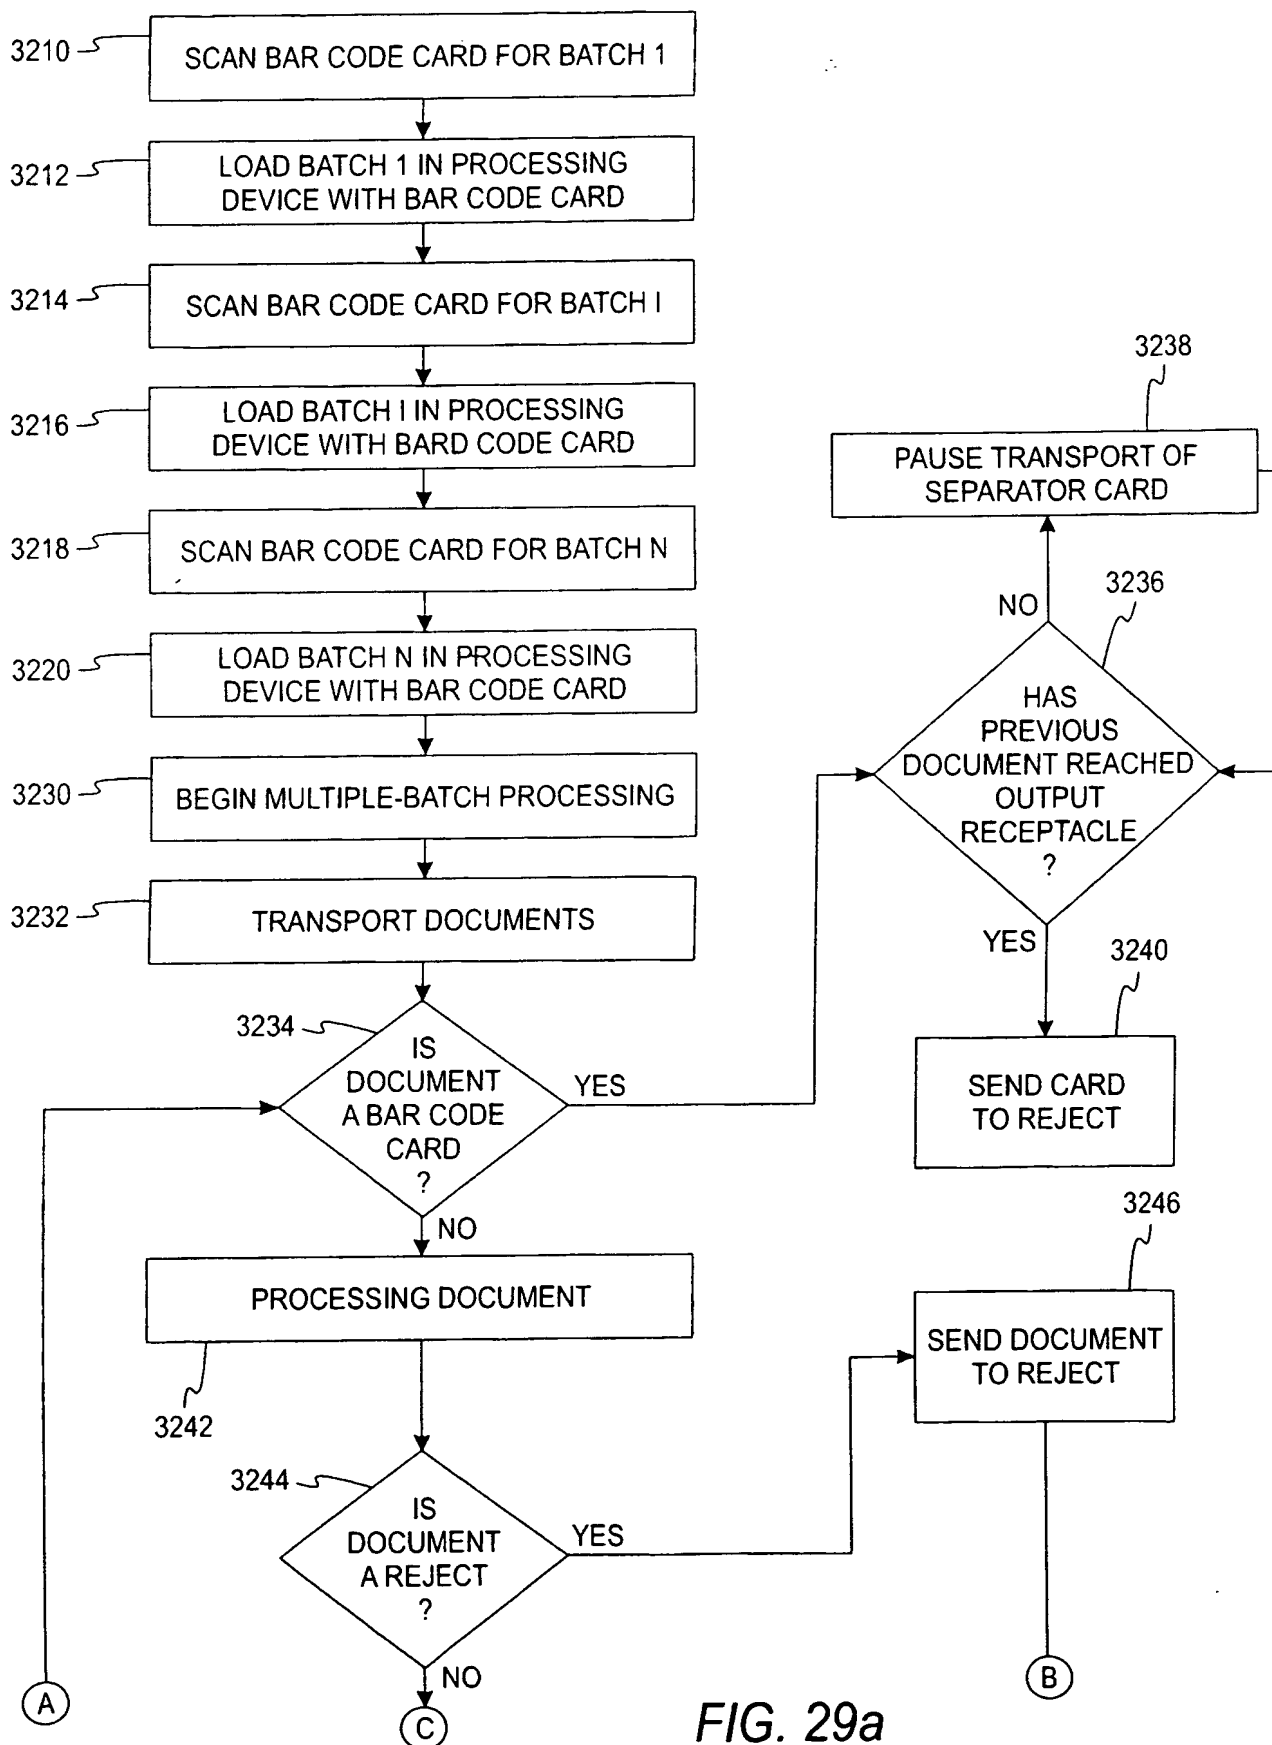 3210
SCAN BAR CODE CARD FOR BATCH 1
3212
LOAD BATCH 1 IN PROCESSING
DEVICE WITH BAR CODE CARD
3214
SCAN BAR CODE CARD FOR BATCH I
3216
LOAD BATCH I IN PROCESSING
DEVICE WITH BARD CODE CARD
3218
SCAN BAR CODE CARD FOR BATCH N
3220
LOAD BATCH N IN PROCESSING
DEVICE WITH BAR CODE CARD
3230
BEGIN MULTIPLE-BATCH PROCESSING
3232
TRANSPORT DOCUMENTS
3234
IS
DOCUMENT
A BAR CODE
CARD
?
YES
NO
3238
PAUSE TRANSPORT OF
SEPARATOR CARD
3236
NO
HAS
PREVIOUS
DOCUMENT REACHED
OUTPUT
RECEPTACLE
?
YES
3240
SEND CARD
TO REJECT
PROCESSING DOCUMENT
3242
3244
IS
DOCUMENT
A REJECT
?
YES
NO
3246
SEND DOCUMENT
TO REJECT
A
C
B
FIG. 29a